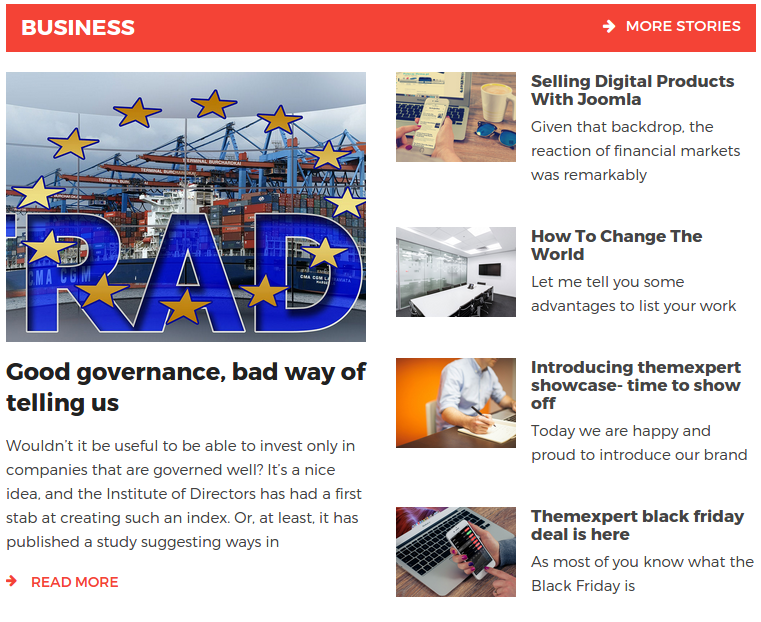 BUSINESS
MORE STORIES
TERMINAL BURCHARDKAI
RAD
CMA CGM
Good governance, bad way of
telling us
Wouldn't it be useful to be able to invest only in
companies that are governed well? It's a nice
idea, and the Institute of Directors has had a first
stab at creating such an index. Or, at least, it has
published a study suggesting ways in
READ MORE
Selling Digital Products
With Joomla
Given that backdrop, the
reaction of financial markets
was remarkably
How To Change The
World
Let me tell you some
advantages to list your work
Introducing themexpert
showcase- time to show
off
Today we are happy and
proud to introduce our brand
Themexpert black friday
deal is here
As most of you know what the
Black Friday is